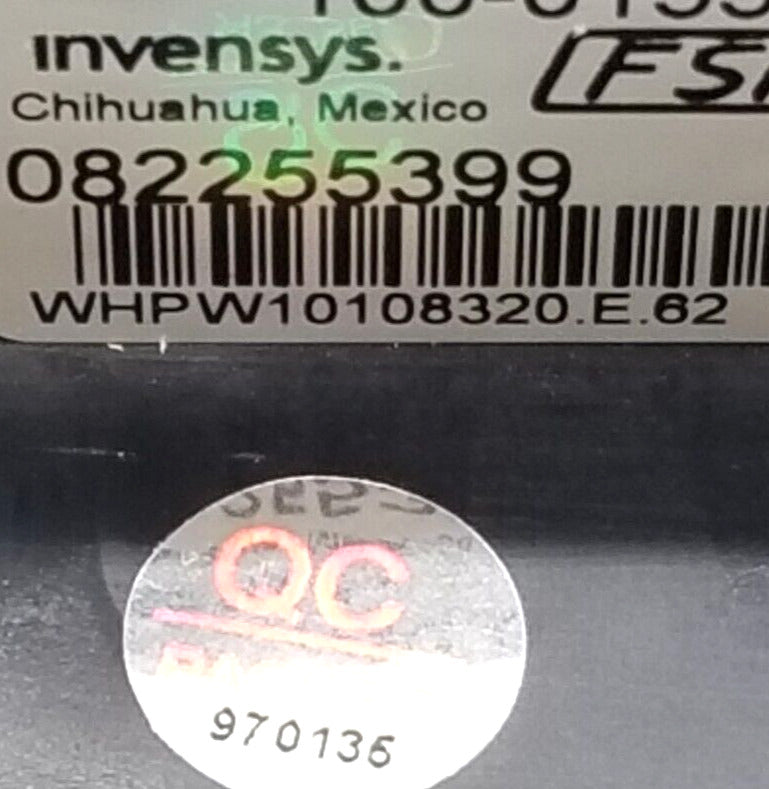 invensys.
Chihuahua, Mexico
082255399
WHPW10108320.E.62
QC
970136